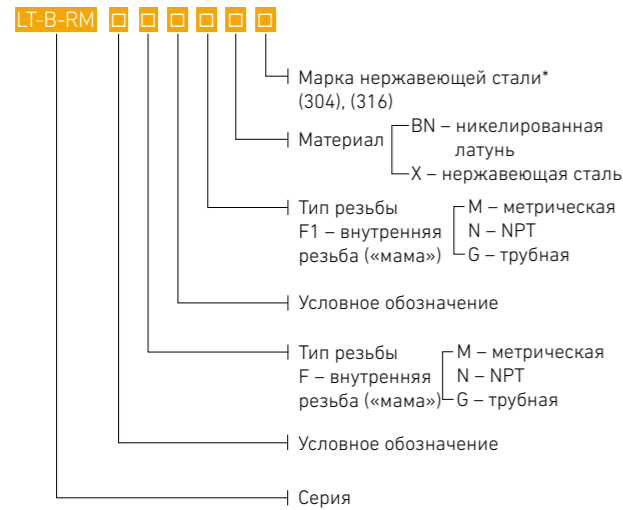 LT-B-RM □ □ □ □ □ □
Марка нержавеющей стали*
(304), (316)
Материал
BN – никелированная
латунь
X – нержавеющая сталь
Тип резьбы
F1 – внутренняя
резьба («мама»)
M – метрическая
N – NPT
G – трубная
Условное обозначение
Тип резьбы
F – внутренняя
резьба («мама»)
M – метрическая
N – NPT
G – трубная
Условное обозначение
Серия